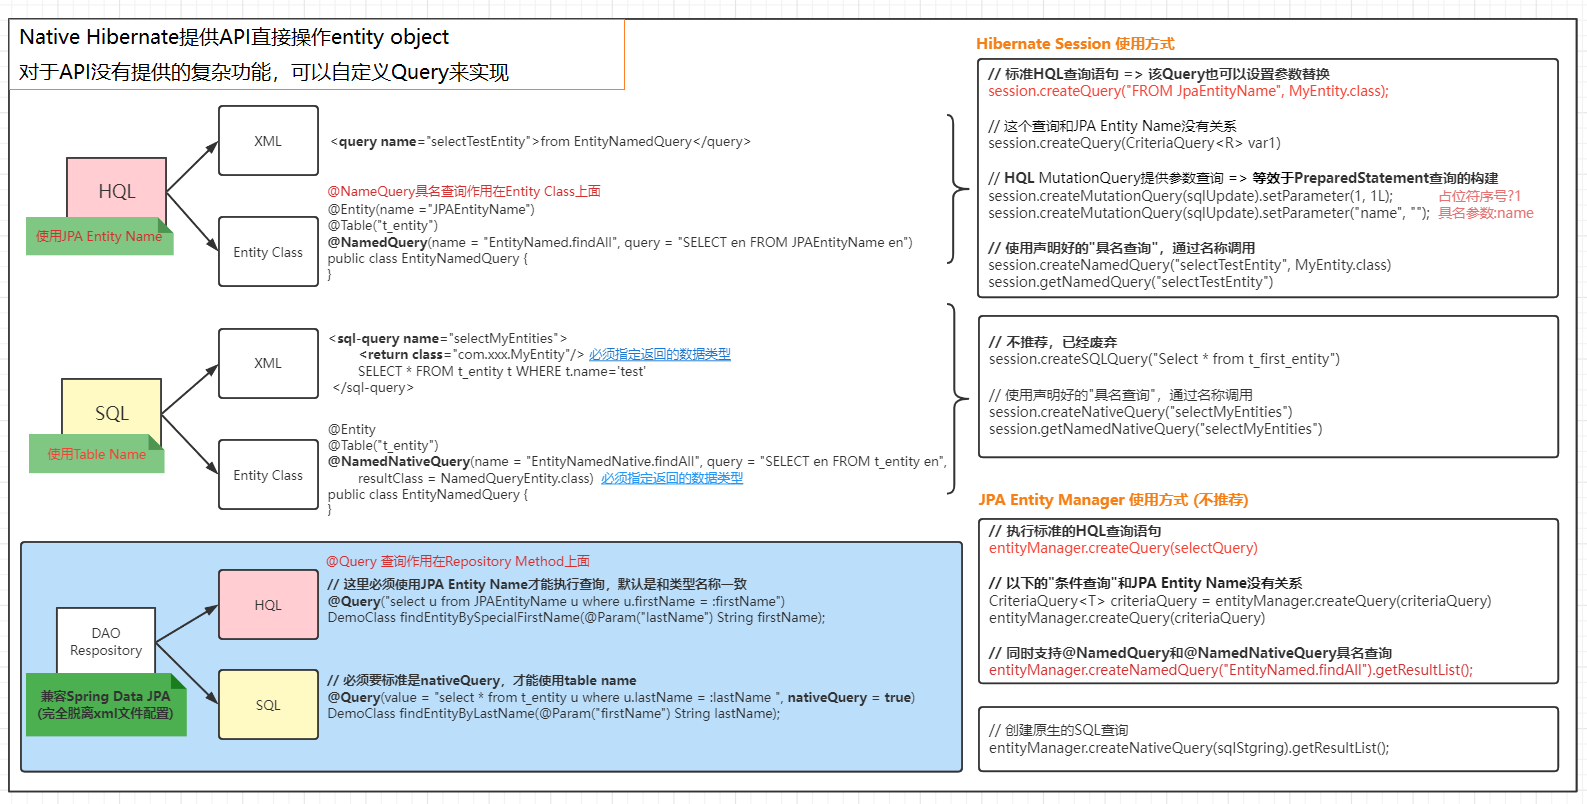 Native Hibernate提供API直接操作entity object
对于API没有提供的复杂功能，可以自定义Query来实现
HQL
使用JPA Entity Name
XML
<query name="selectTestEntity">from EntityNamedQuery</query>
Entity Class
@NameQuery具名查询作用在Entity Class上面
@Entity(name ="JPAEntityName")
@Table("t_entity")
@NamedQuery(name = "EntityNamed.findAll", query = "SELECT en FROM JPAEntityName en")
public class EntityNamedQuery {
}
SQL
使用Table Name
XML
<sql-query name="selectMyEntities">
<return class="com.xxx.MyEntity"/> 必须指定返回的数据类型
SELECT * FROM t_entity t WHERE t.name='test'
</sql-query>
Entity Class
@Entity
@Table("t_entity")
@NamedNativeQuery(name = "EntityNamedNative.findAll", query = "SELECT en FROM t_entity en",
resultClass = NamedQueryEntity.class) 必须指定返回的数据类型
public class EntityNamedQuery {
}
DAO
Respository
兼容Spring Data JPA
(完全脱离xml文件配置)
HQL
@Query 查询作用在Repository Method上面
// 这里必须使用JPA Entity Name才能执行查询，默认是和类型名称一致
@Query("select u from JPAEntityName u where u.firstName = :firstName")
DemoClass findEntityBySpecialFirstName(@Param("lastName") String firstName);
SQL
// 必须要标准是nativeQuery，才能使用table name
@Query(value = "select * from t_entity u where u.lastName = :lastName ", nativeQuery = true)
DemoClass findEntityByLastName(@Param("firstName") String lastName);
Hibernate Session 使用方式
// 标准HQL查询语句 => 该Query也可以设置参数替换
session.createQuery("FROM JpaEntityName", MyEntity.class);
// 这个查询和JPA Entity Name没有关系
session.createQuery(CriteriaQuery<R> var1)
// HQL MutationQuery提供参数查询 => 等效于PreparedStatement查询的构建
session.createMutationQuery(sqlUpdate).setParameter(1, 1L); 占位符序号?1
session.createMutationQuery(sqlUpdate).setParameter("name", ""); 具名参数:name
// 使用声明好的"具名查询"，通过名称调用
session.createNamedQuery("selectTestEntity", MyEntity.class)
session.getNamedQuery("selectTestEntity")
// 不推荐，已经废弃
session.createSQLQuery("Select * from t_first_entity")
// 使用声明好的"具名查询"，通过名称调用
session.createNativeQuery("selectMyEntities")
session.getNamedNativeQuery("selectMyEntities")
JPA Entity Manager 使用方式 (不推荐)
// 执行标准的HQL查询语句
entityManager.createQuery(selectQuery)
// 以下的"条件查询"和JPA Entity Name没有关系
CriteriaQuery<T> criteriaQuery = entityManager.createQuery(criteriaQuery)
entityManager.createQuery(criteriaQuery)
// 同时支持@NamedQuery和@NamedNativeQuery具名查询
entityManager.createNamedQuery("EntityNamed.findAll").getResultList();
// 创建原生的SQL查询
entityManager.createNativeQuery(sqlStgring).getResultList();